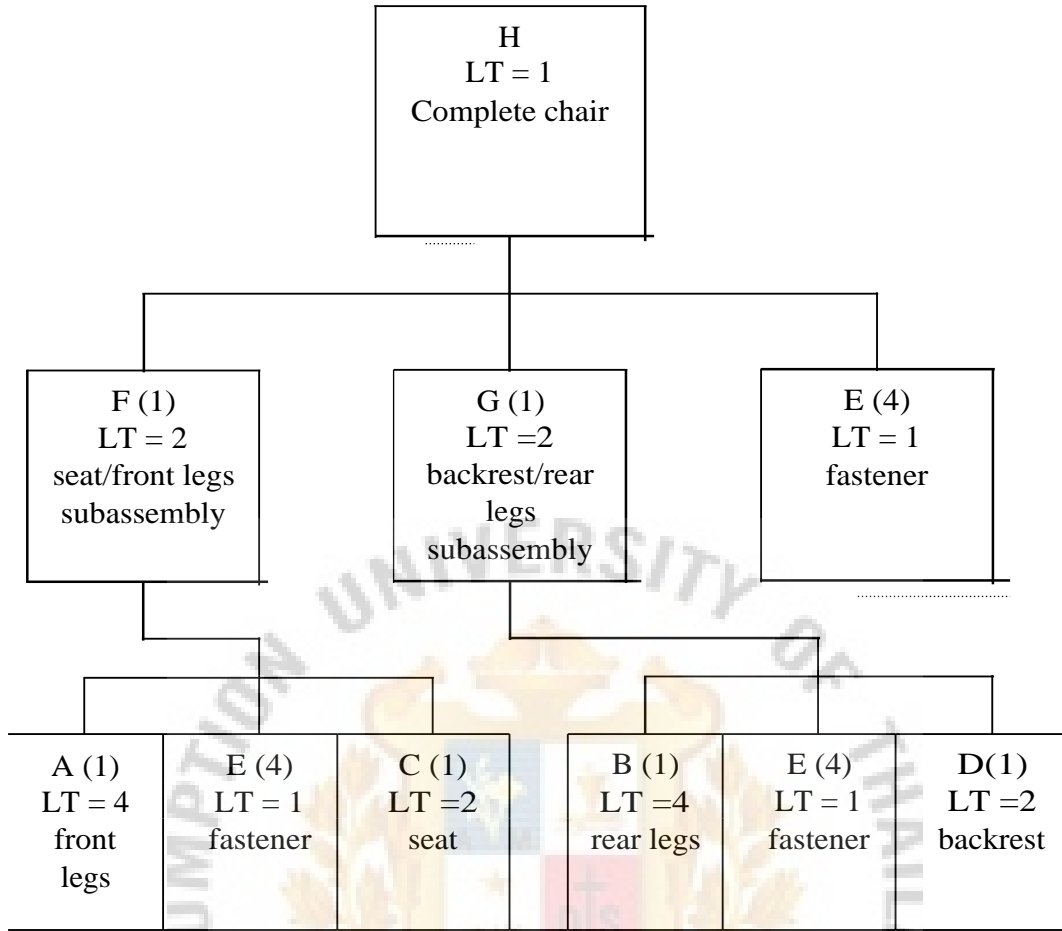 H
LT = 1
Complete chair
F (1)
LT = 2
seat/front legs
subassembly
G (1)
LT =2
backrest/rear
legs
subassembly
E (4)
LT = 1
fastener
A (1)
LT = 4
front
legs
E (4)
LT = 1
fastener
C (1)
LT =2
seat
B (1)
LT =4
rear legs
E (4)
LT = 1
fastener
D(1)
LT =2
backrest
UNIVERSITY OF